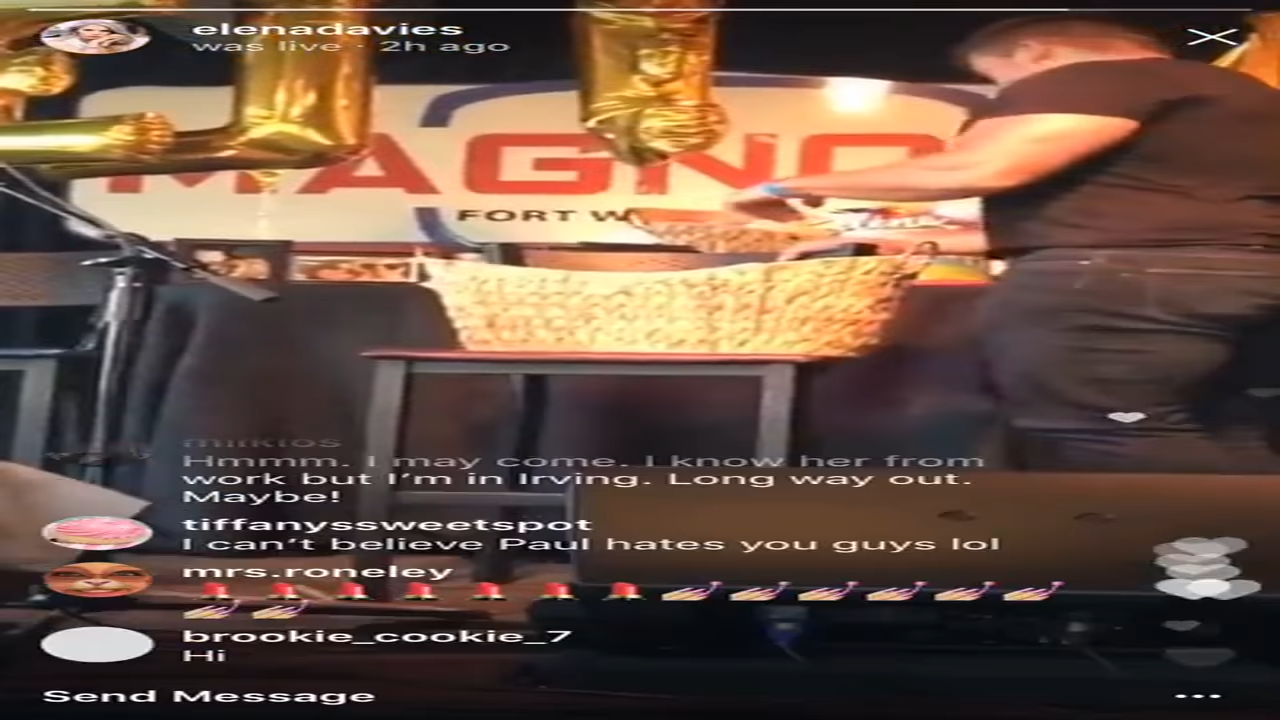 elenadavies
was live · 2h ago
MAGNO
FORT W
Hmmm. I may come. I know her from
work but I'm in Irving. Long way out.
Maybe!
tiffanyssweetspot
I can't believe Paul hates you guys lol
mrs.roneley
💄💄💄💄💄💄💄💅💅💅💅💅💅
💅💅
brookie_cookie_7
Hi
Send Message